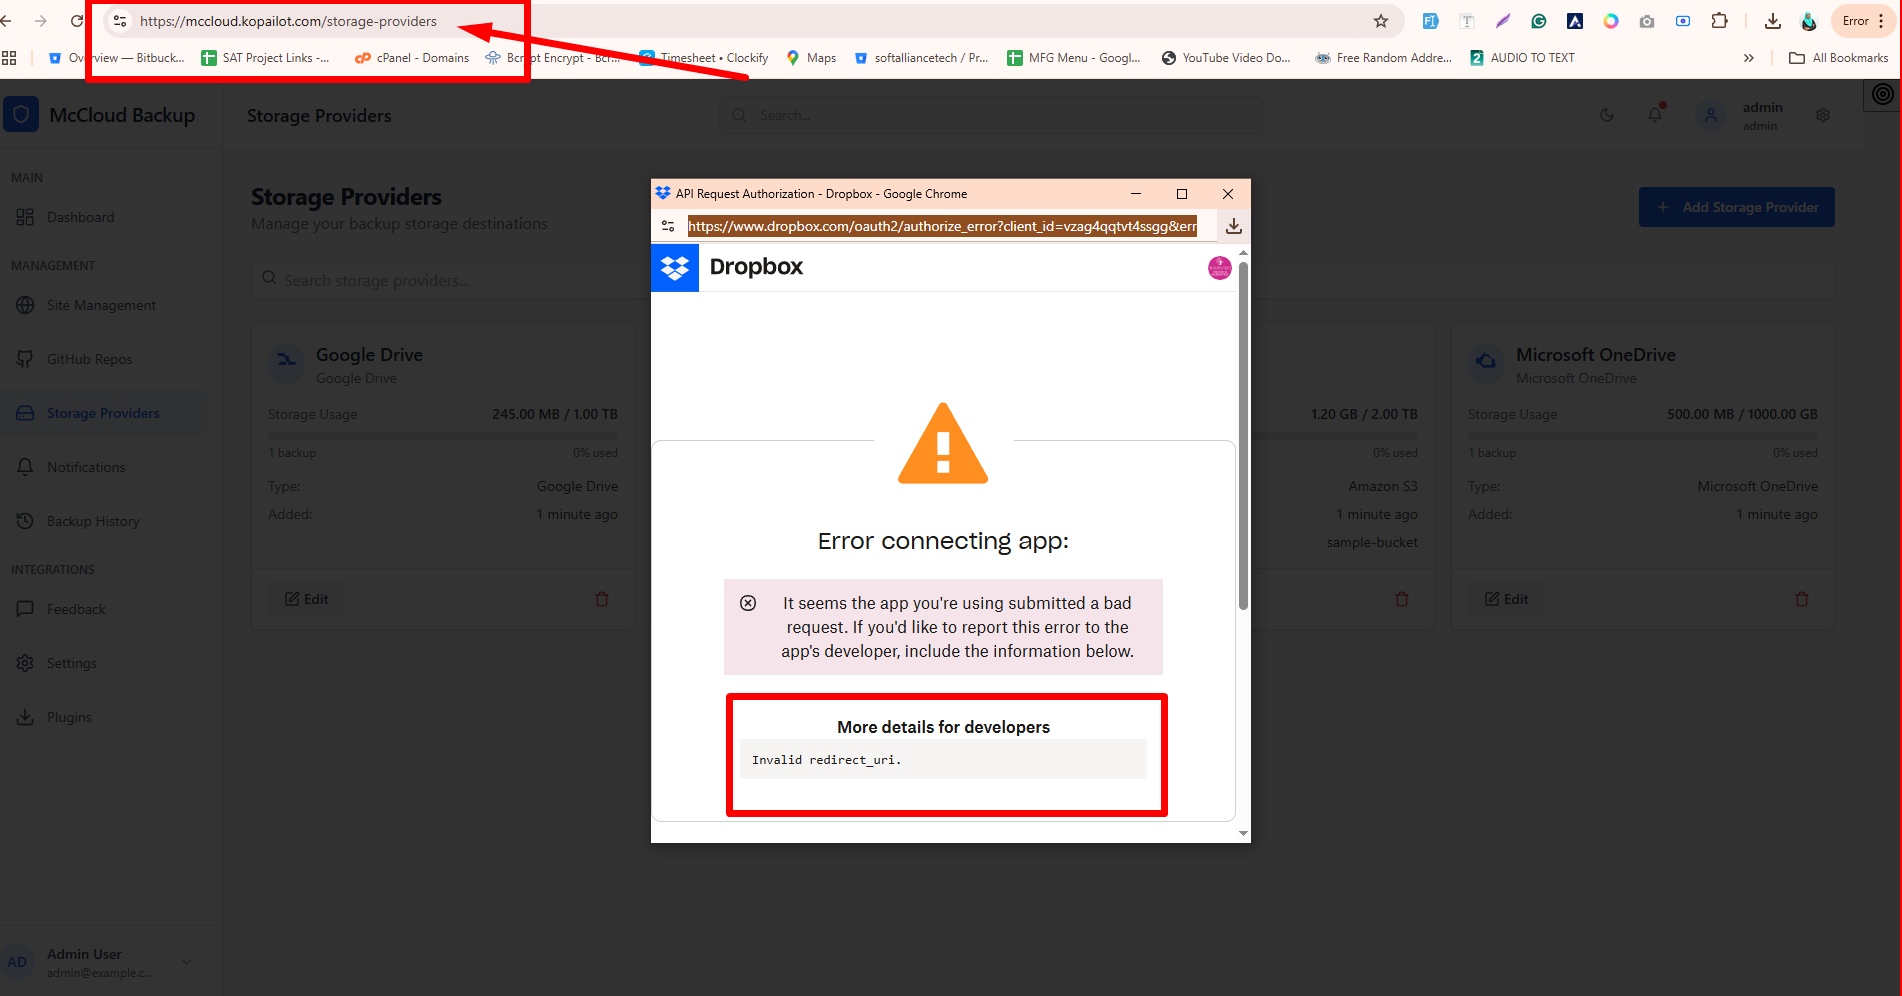 https://mccloud.kopailot.com/storage-providers
Error
Overview — Bitbuck...
SAT Project Links -...
cPanel - Domains
Bcrypt Encrypt - Bcr...
Timesheet • Clockify
Maps
softalliancetech / Pr...
MFG Menu - Googl...
YouTube Video Do...
Free Random Addre...
AUDIO TO TEXT
All Bookmarks
McCloud Backup
Storage Providers
Search...
admin
admin
MAIN
Dashboard
MANAGEMENT
Site Management
GitHub Repos
Storage Providers
Notifications
Backup History
INTEGRATIONS
Feedback
Settings
Plugins
AD
Admin User
admin@example.c...
Storage Providers
Manage your backup storage destinations
+ Add Storage Provider
Search storage providers...
Google Drive
Google Drive
Storage Usage 245.00 MB / 1.00 TB
1 backup 0% used
Type: Google Drive
Added: 1 minute ago
Edit
1.20 GB / 2.00 TB
0% used
Amazon S3
1 minute ago
sample-bucket
Microsoft OneDrive
Microsoft OneDrive
Storage Usage 500.00 MB / 1000.00 GB
1 backup 0% used
Type: Microsoft OneDrive
Added: 1 minute ago
Edit
API Request Authorization - Dropbox - Google Chrome
https://www.dropbox.com/oauth2/authorize_error?client_id=vzag4qqtvt4ssgg&err
Dropbox
Error connecting app:
It seems the app you're using submitted a bad
request. If you'd like to report this error to the
app's developer, include the information below.
More details for developers
Invalid redirect_uri.